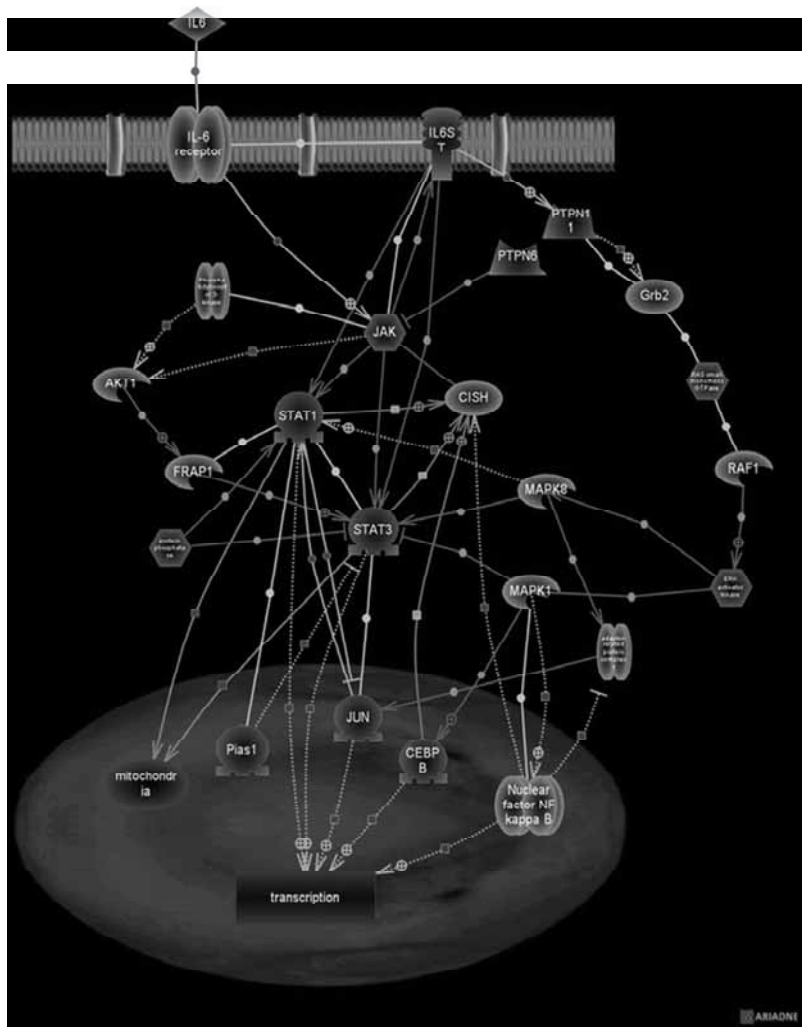 IL6
IL-6
receptor
IL6S
T
PTPN1
1
PTPN6
Grb2
JAK
AKT1
CISH
STAT1
FRAP1
RAF1
MAPK8
STAT3
MAPK1
JUN
Pias1
CEBP
B
mitochondr
ia
Nuclear
factor NF
kappa B
transcription
ARIADNE